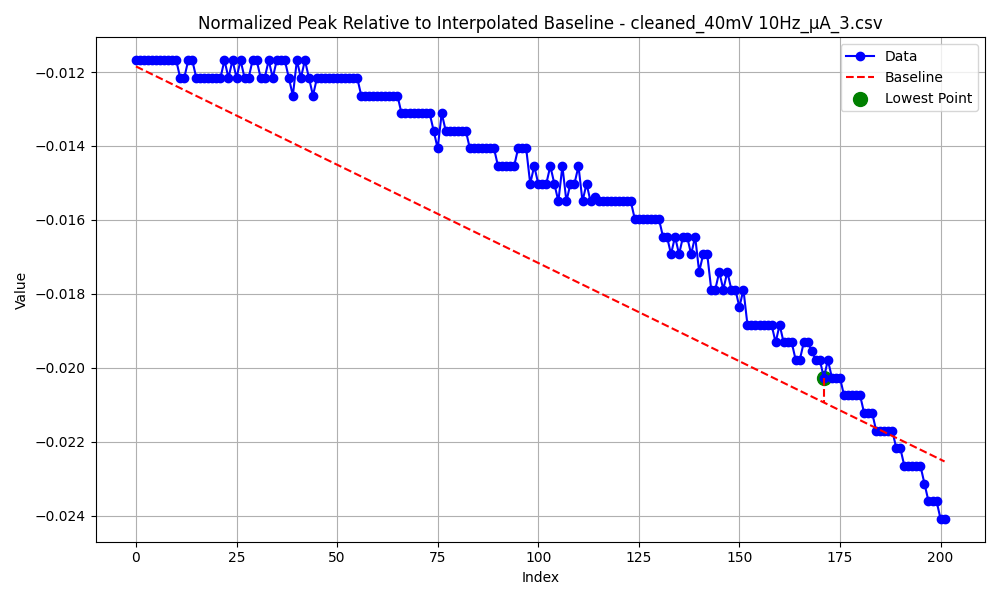 Normalized Peak Relative to Interpolated Baseline - cleaned_40mV 10Hz_µA_3.csv
Data
Baseline
Lowest Point
Value
−0.012
−0.014
−0.016
−0.018
−0.020
−0.022
−0.024
0 25 50 75 100 125 150 175 200
Index